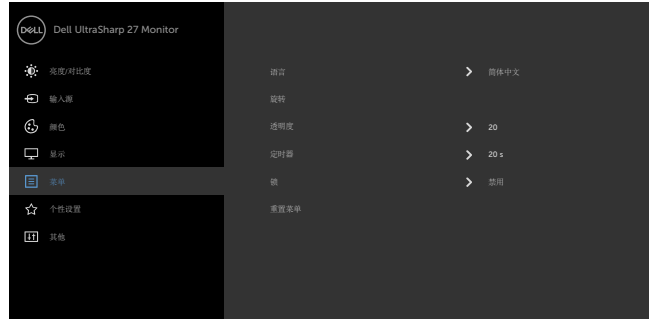 DELL
Dell UltraSharp 27 Monitor
亮度/对比度
语言 简体中文
输入源
旋转
颜色
透明度 20
显示
定时器 20 s
菜单
锁 禁用
个性设置
重置菜单
其他